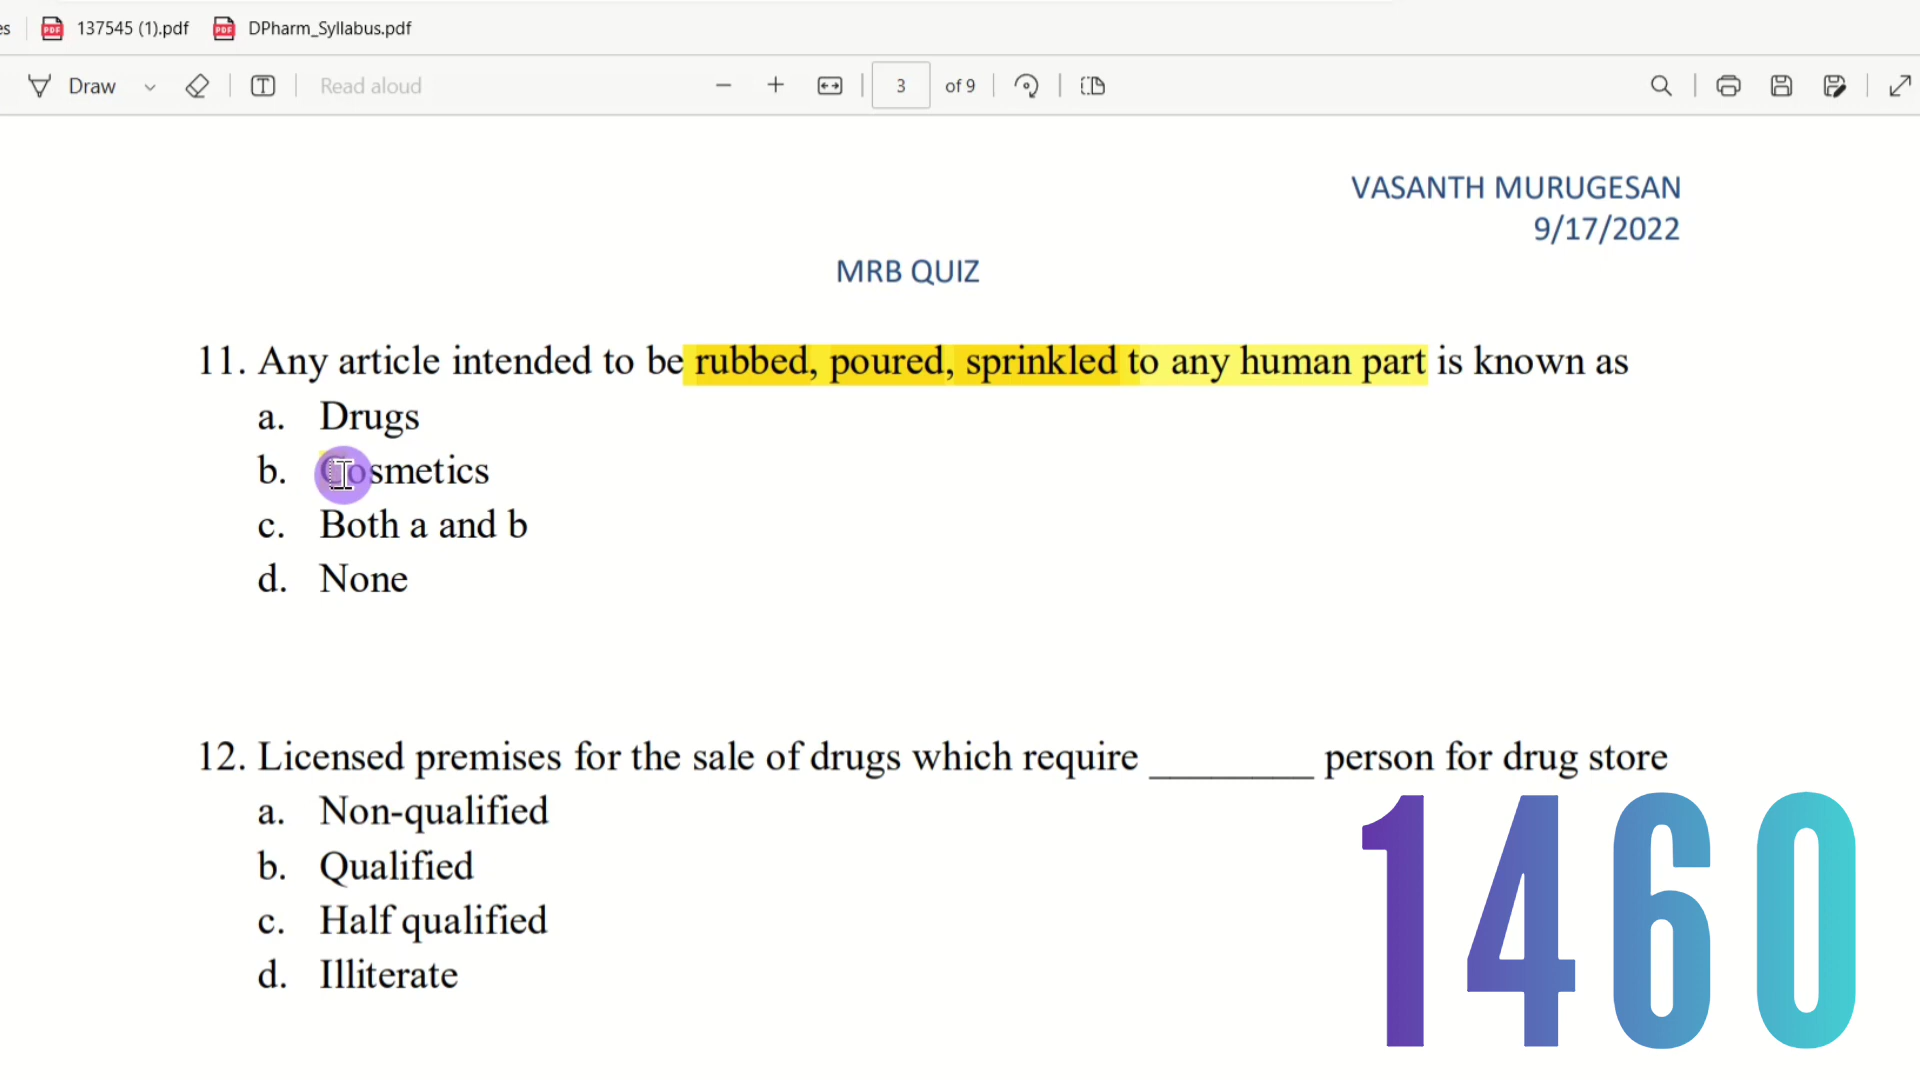 es 137545 (1).pdf DPharm_Syllabus.pdf
Draw Read aloud 3 of 9
VASANTH MURUGESAN
9/17/2022
MRB QUIZ
11. Any article intended to be rubbed, poured, sprinkled to any human part is known as
a. Drugs
b. Cosmetics
c. Both a and b
d. None
12. Licensed premises for the sale of drugs which require ________ person for drug store
a. Non-qualified
b. Qualified
c. Half qualified
d. Illiterate
1460